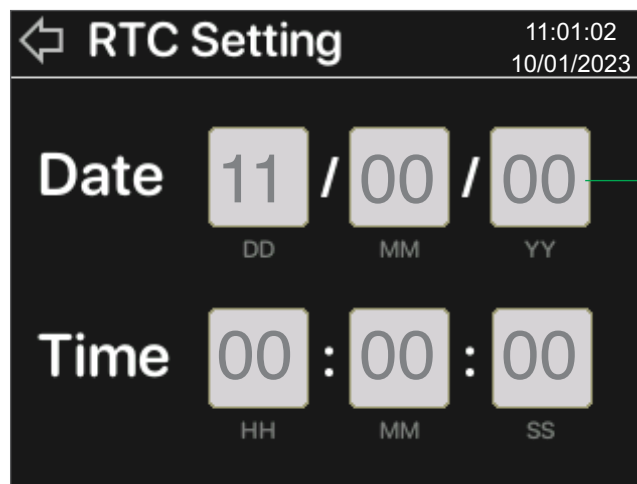 RTC Setting
11:01:02
10/01/2023
Date 11 / 00 / 00
DD MM YY
Time 00 : 00 : 00
HH MM SS